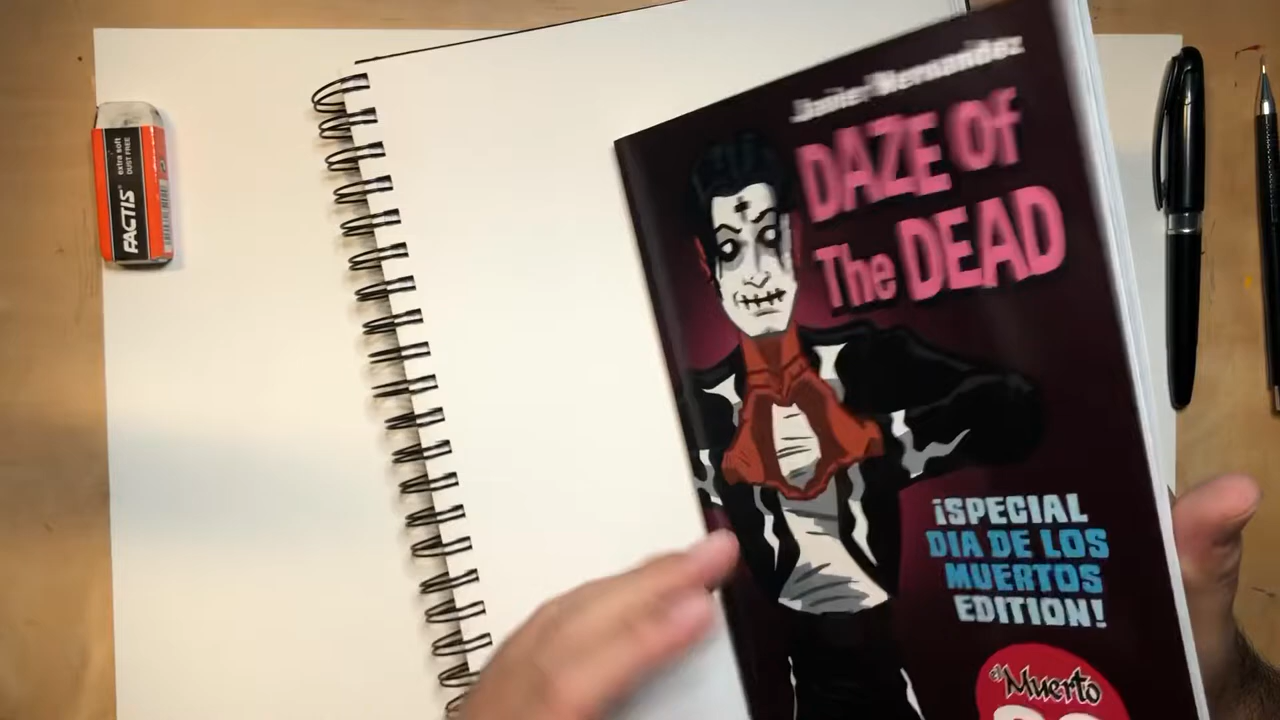 Javier Hernandez
DAZE Of
The DEAD
¡SPECIAL
DIA DE LOS
MUERTOS
EDITION!
el Muerto
FACTIS®
extra soft
DUST FREE